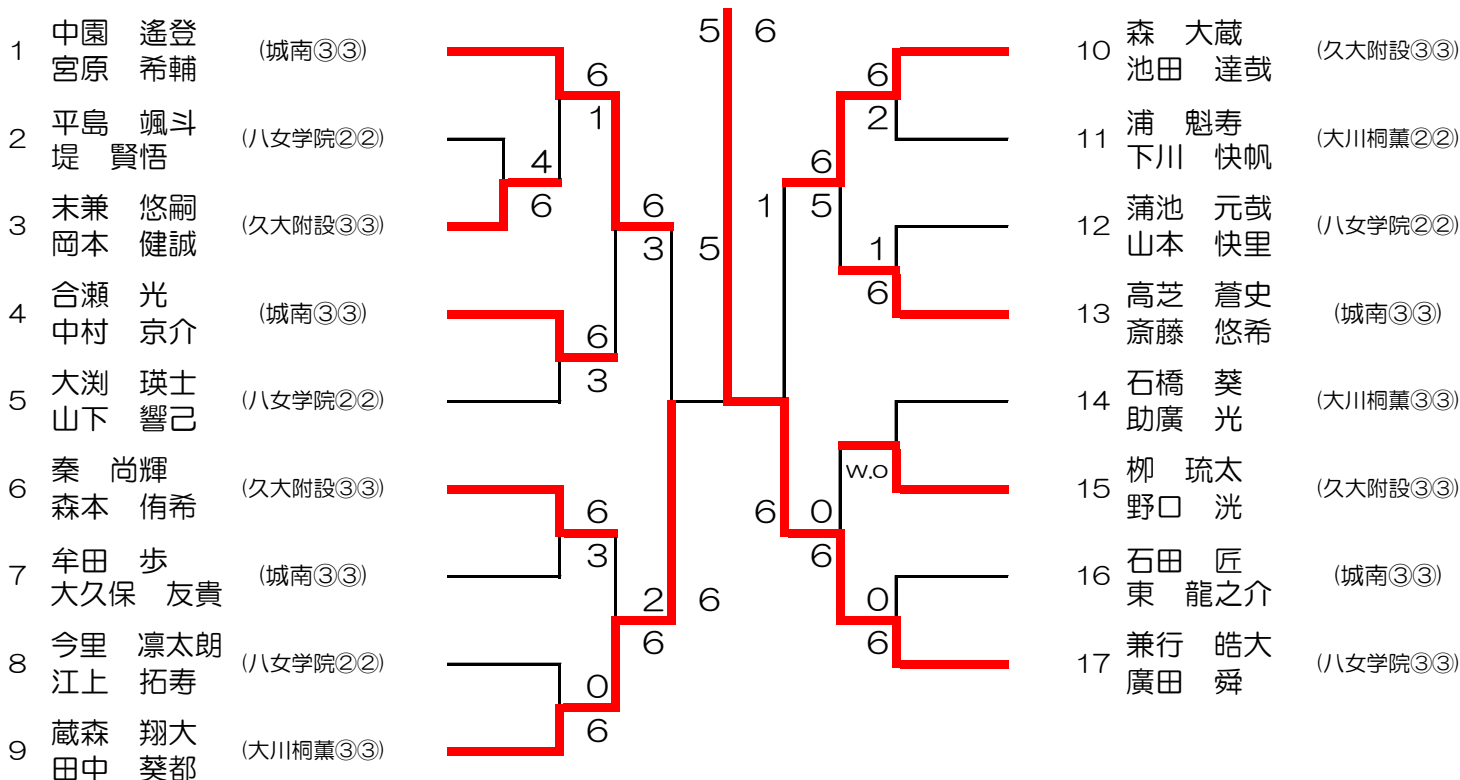 1 中園 遙登 宮原 希輔 (城南③③)
2 平島 颯斗 堤 賢悟 (八女学院②②)
3 末兼 悠嗣 岡本 健誠 (久大附設③③)
4 合瀬 光 中村 京介 (城南③③)
5 大渕 瑛士 山下 響己 (八女学院②②)
6 秦 尚輝 森本 侑希 (久大附設③③)
7 牟田 歩 大久保 友貴 (城南③③)
8 今里 凛太朗 江上 拓寿 (八女学院②②)
9 蔵森 翔大 田中 葵都 (大川桐薫③③)
6
1
4
6
6
3
6
3
6
3
2
6
0
6
5
6
5 6
1
6
6
2
6
5
1
6
w.o
0
6
0
6
10 森 大蔵 池田 達哉 (久大附設③③)
11 浦 魁寿 下川 快帆 (大川桐薫②②)
12 蒲池 元哉 山本 快里 (八女学院②②)
13 高芝 蒼史 斎藤 悠希 (城南③③)
14 石橋 葵 助廣 光 (大川桐薫③③)
15 栁 琉太 野口 洸 (久大附設③③)
16 石田 匠 東 龍之介 (城南③③)
17 兼行 皓大 廣田 舜 (八女学院③③)